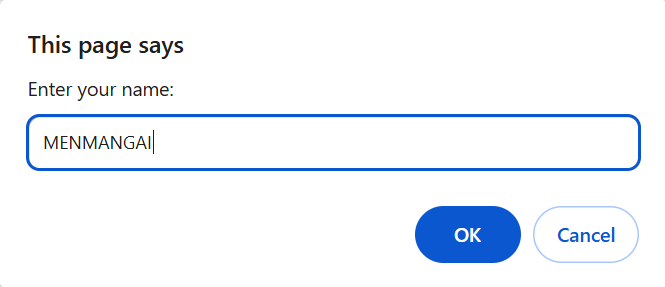 This page says
Enter your name:
MENMANGAI
OK
Cancel